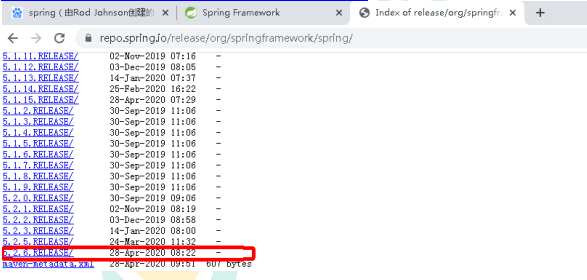 spring ( 由Rod Johnson创建的
Spring Framework
Index of release/org/springfra
repo.spring.io/release/org/springframework/spring/
5.1.11.RELEASE/ 02-Nov-2019 07:16 -
5.1.12.RELEASE/ 03-Dec-2019 08:05 -
5.1.13.RELEASE/ 14-Jan-2020 07:37 -
5.1.14.RELEASE/ 25-Feb-2020 16:22 -
5.1.15.RELEASE/ 28-Apr-2020 07:29 -
5.1.2.RELEASE/ 30-Sep-2019 11:06 -
5.1.3.RELEASE/ 30-Sep-2019 11:06 -
5.1.4.RELEASE/ 30-Sep-2019 11:06 -
5.1.5.RELEASE/ 30-Sep-2019 11:06 -
5.1.6.RELEASE/ 30-Sep-2019 11:06 -
5.1.7.RELEASE/ 30-Sep-2019 11:06 -
5.1.8.RELEASE/ 30-Sep-2019 11:06 -
5.1.9.RELEASE/ 30-Sep-2019 11:06 -
5.2.0.RELEASE/ 30-Sep-2019 09:06 -
5.2.1.RELEASE/ 02-Nov-2019 08:19 -
5.2.2.RELEASE/ 03-Dec-2019 08:58 -
5.2.3.RELEASE/ 14-Jan-2020 08:00 -
5.2.5.RELEASE/ 24-Mar-2020 11:32 -
5.2.6.RELEASE/ 28-Apr-2020 08:22 -
maven-metadata.xml 28-Apr-2020 09:51 607 bytes